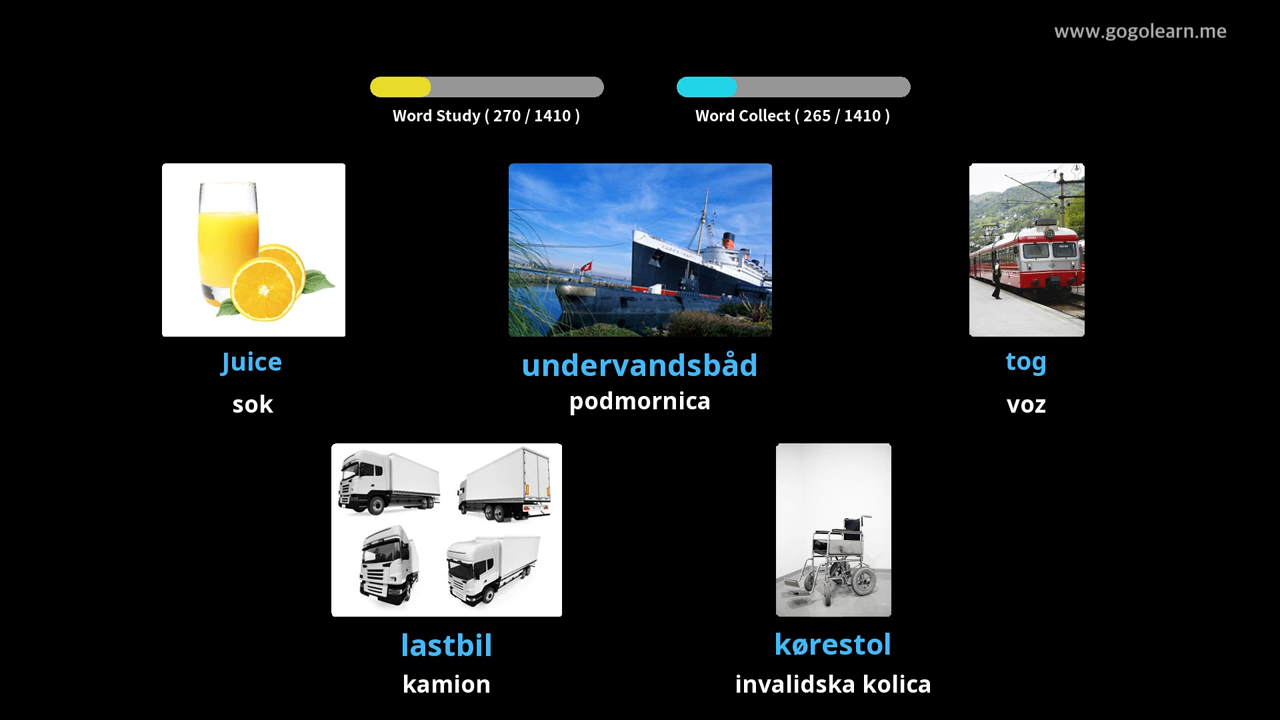 www.gogolearn.me
Word Study ( 270 / 1410 )
Word Collect ( 265 / 1410 )
Juice
undervandsbåd
tog
sok
podmornica
voz
lastbil
kørestol
kamion
invalidska kolica